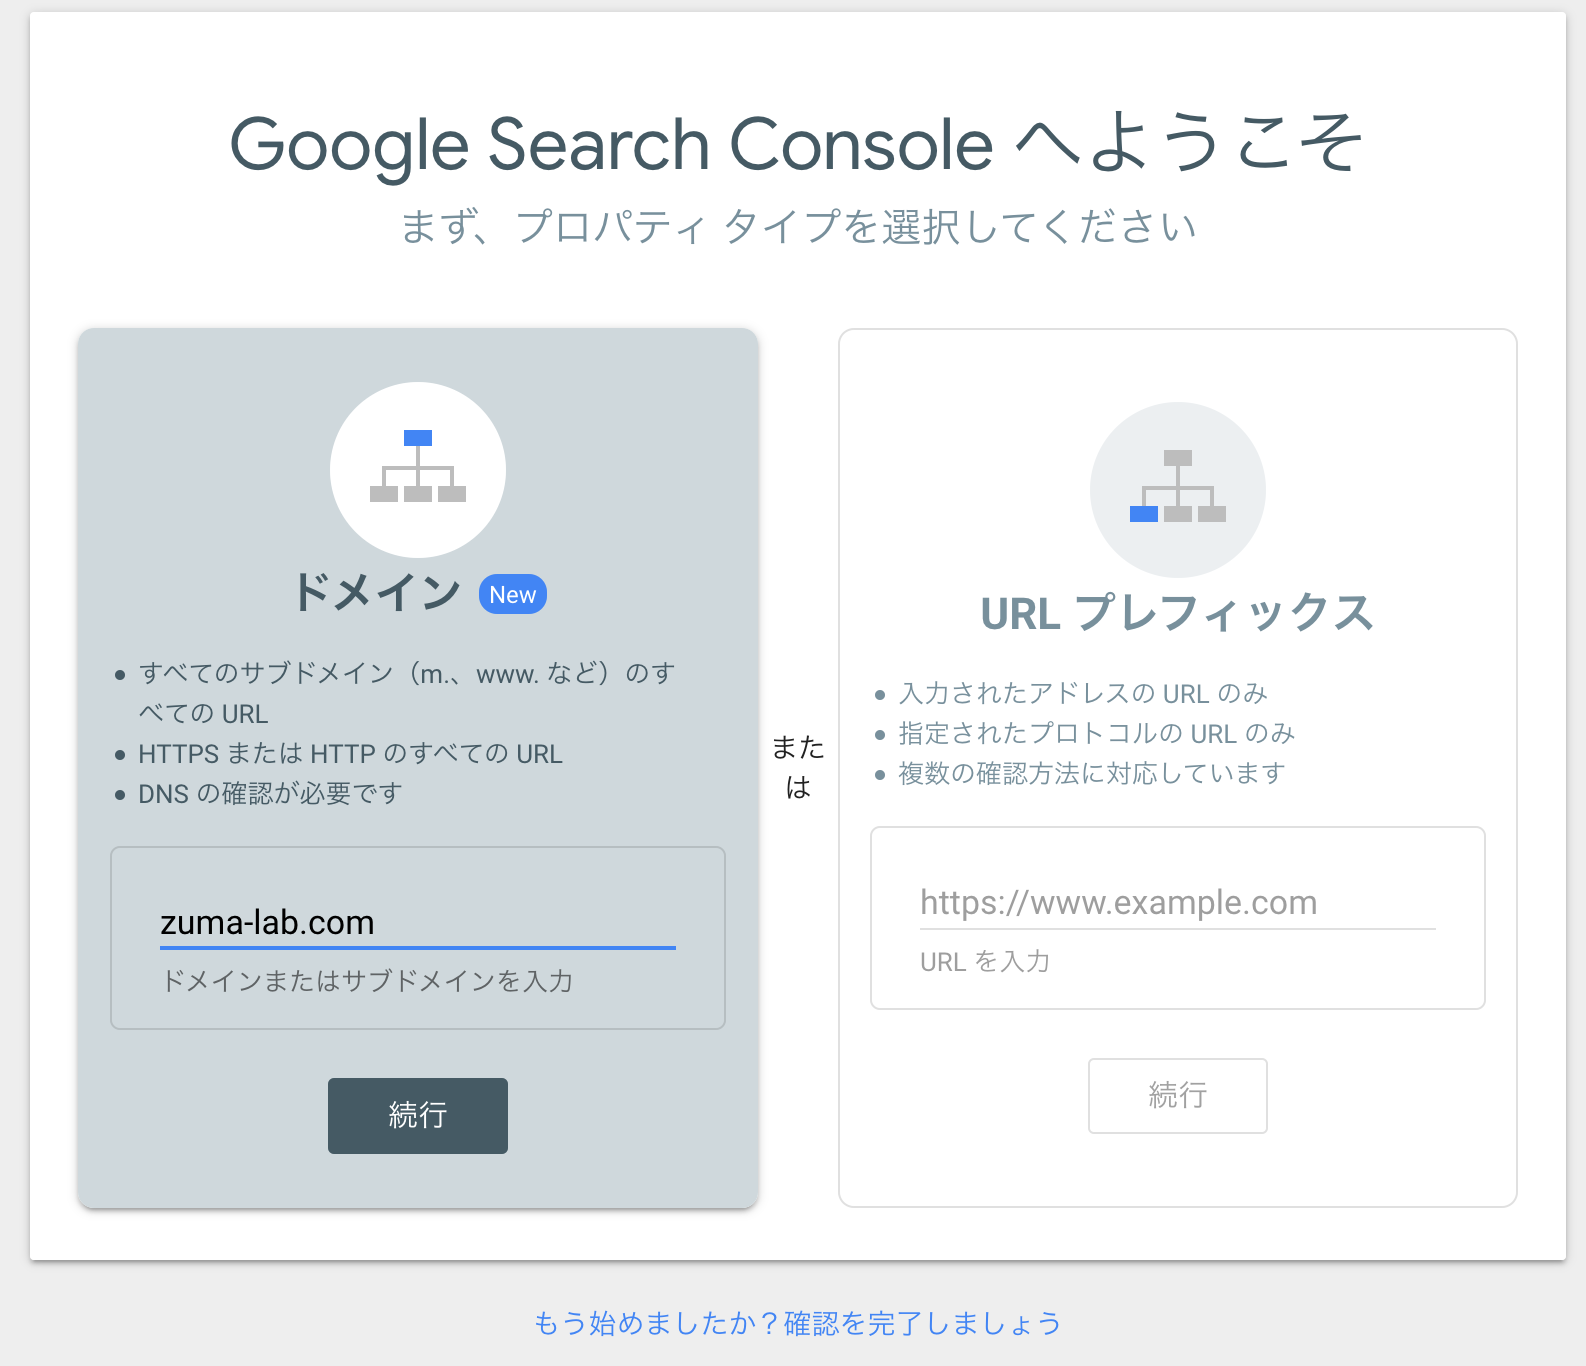 Google Search Console へようこそ
まず、プロパティ タイプを選択してください
ドメイン New
すべてのサブドメイン（m.、www. など）のす
べての URL
HTTPS または HTTP のすべての URL
DNS の確認が必要です
zuma-lab.com
ドメインまたはサブドメインを入力
続行
また
は
URL プレフィックス
入力されたアドレスの URL のみ
指定されたプロトコルの URL のみ
複数の確認方法に対応しています
https://www.example.com
URL を入力
続行
もう始めましたか？確認を完了しましょう